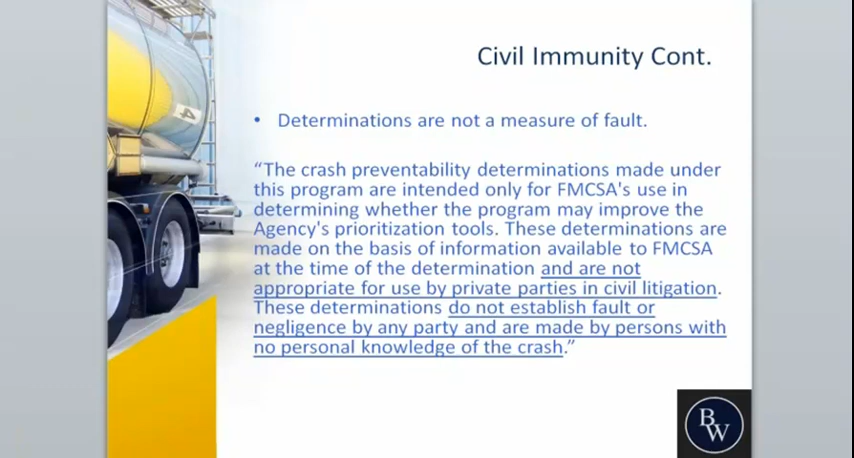 Civil Immunity Cont.
• Determinations are not a measure of fault.
“The crash preventability determinations made under
this program are intended only for FMCSA's use in
determining whether the program may improve the
Agency's prioritization tools. These determinations are
made on the basis of information available to FMCSA
at the time of the determination and are not
appropriate for use by private parties in civil litigation.
These determinations do not establish fault or
negligence by any party and are made by persons with
no personal knowledge of the crash.”
4
BW